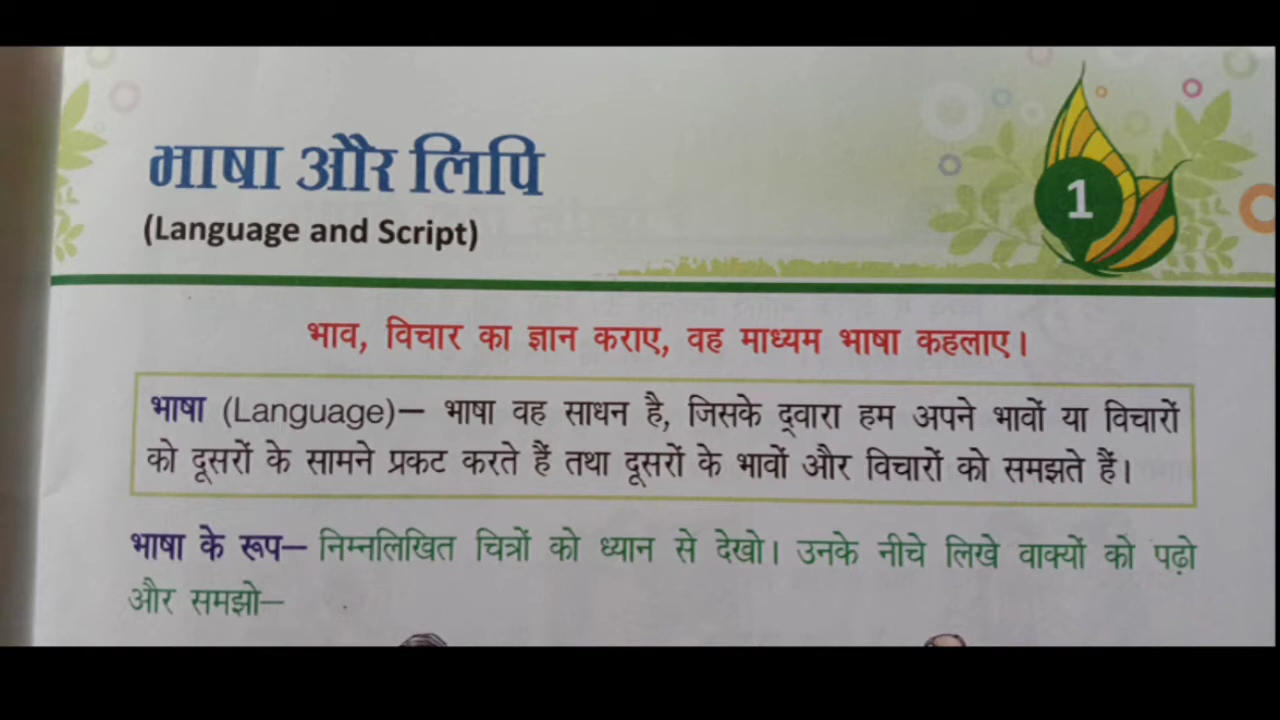 भाषा और लिपि
(Language and Script)
1
भाव, विचार का ज्ञान कराए, वह माध्यम भाषा कहलाए।
भाषा (Language)– भाषा वह साधन है, जिसके द्‌वारा हम अपने भावों या विचारों
को दूसरों के सामने प्रकट करते हैं तथा दूसरों के भावों और विचारों को समझते हैं।
भाषा के रूप– निम्नलिखित चित्रों को ध्यान से देखो। उनके नीचे लिखे वाक्यों को पढ़ो
और समझो–